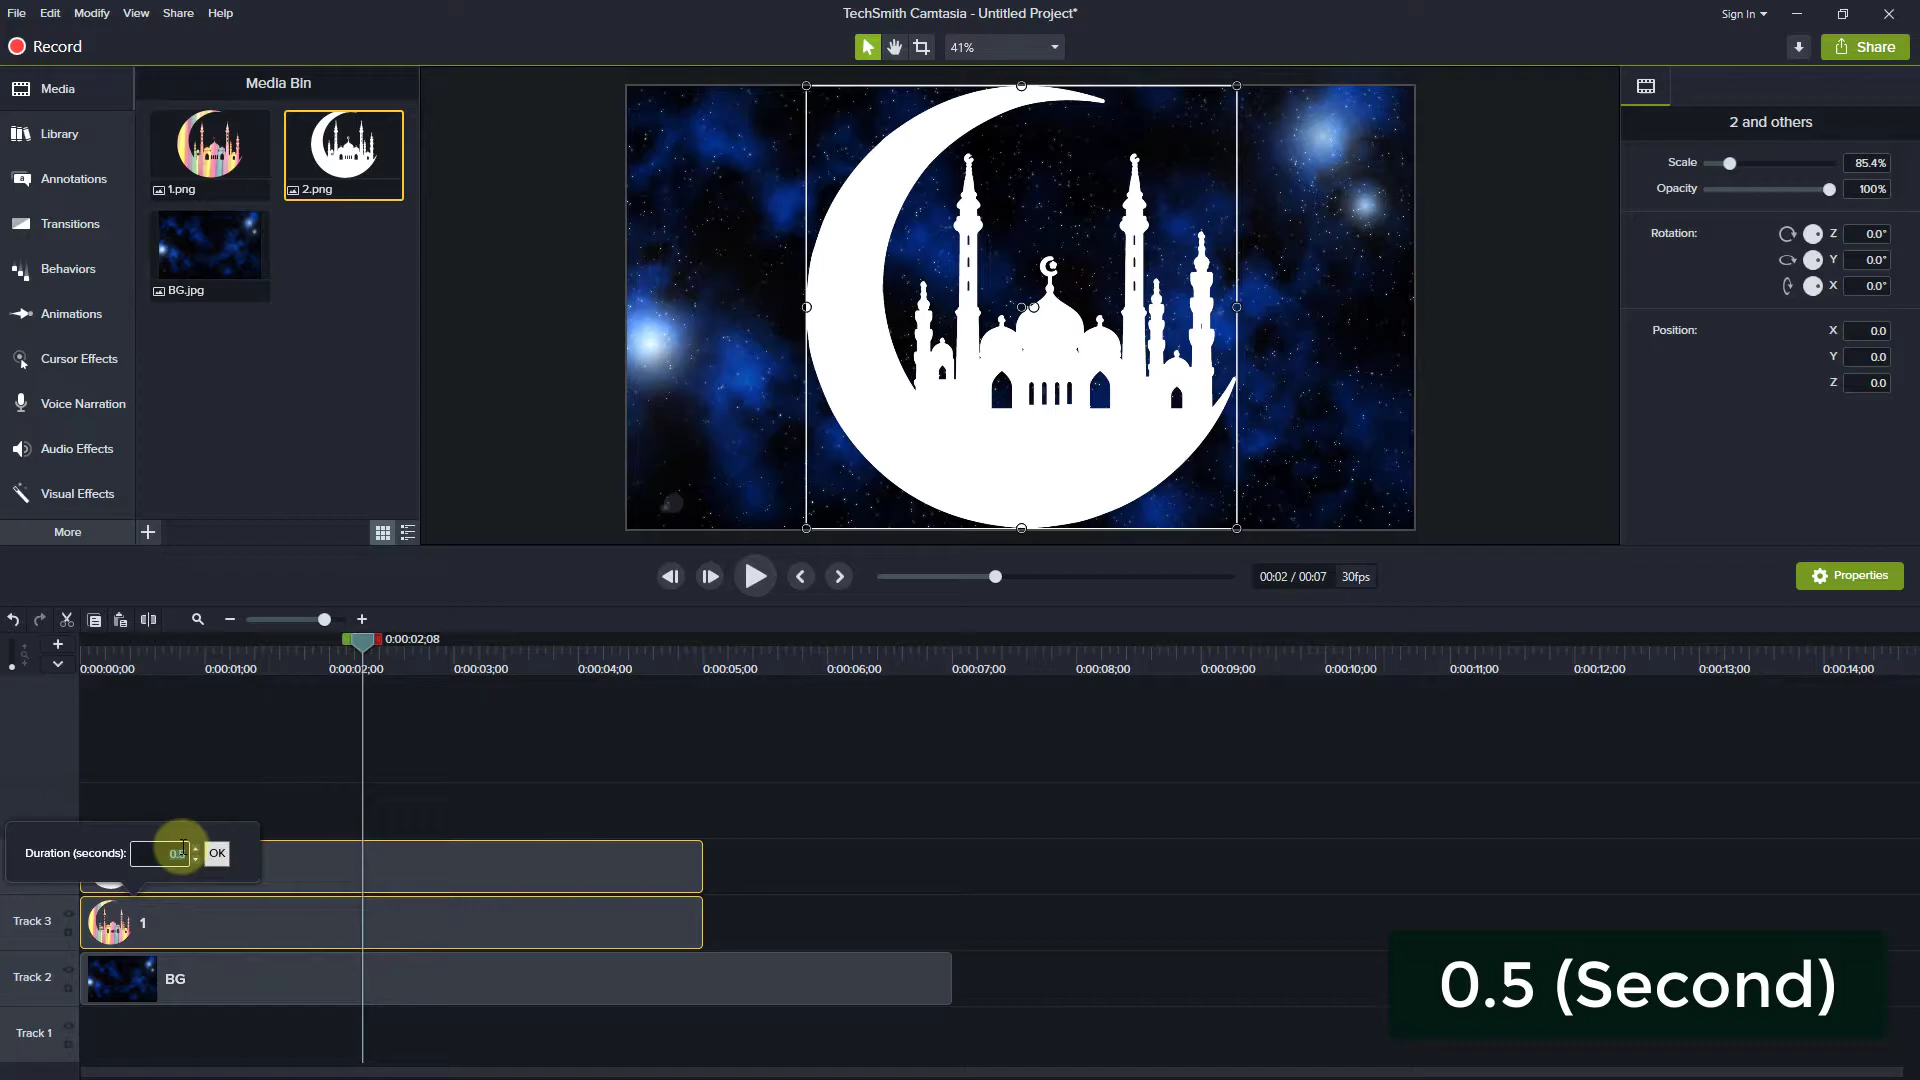 File Edit Modify View Share Help
TechSmith Camtasia - Untitled Project*
Sign In
Record
41%
Share
Media
Library
Annotations
Transitions
Behaviors
Animations
Cursor Effects
Voice Narration
Audio Effects
Visual Effects
More
Media Bin
1.png
2.png
BG.jpg
2 and others
Scale 85.4%
Opacity 100%
Rotation: Z 0.0°
Y 0.0°
X 0.0°
Position: X 0.0
Y 0.0
Z 0.0
00:02 / 00:07 30fps
Properties
0:00:02;08
0:00:00;00 0:00:01;00 0:00:02;00 0:00:03;00 0:00:04;00 0:00:05;00 0:00:06;00 0:00:07;00 0:00:08;00 0:00:09;00 0:00:10;00 0:00:11;00 0:00:12;00 0:00:13;00 0:00:14;00
Duration (seconds): 0.5 OK
Track 3 1
Track 2 BG
Track 1
0.5 (Second)